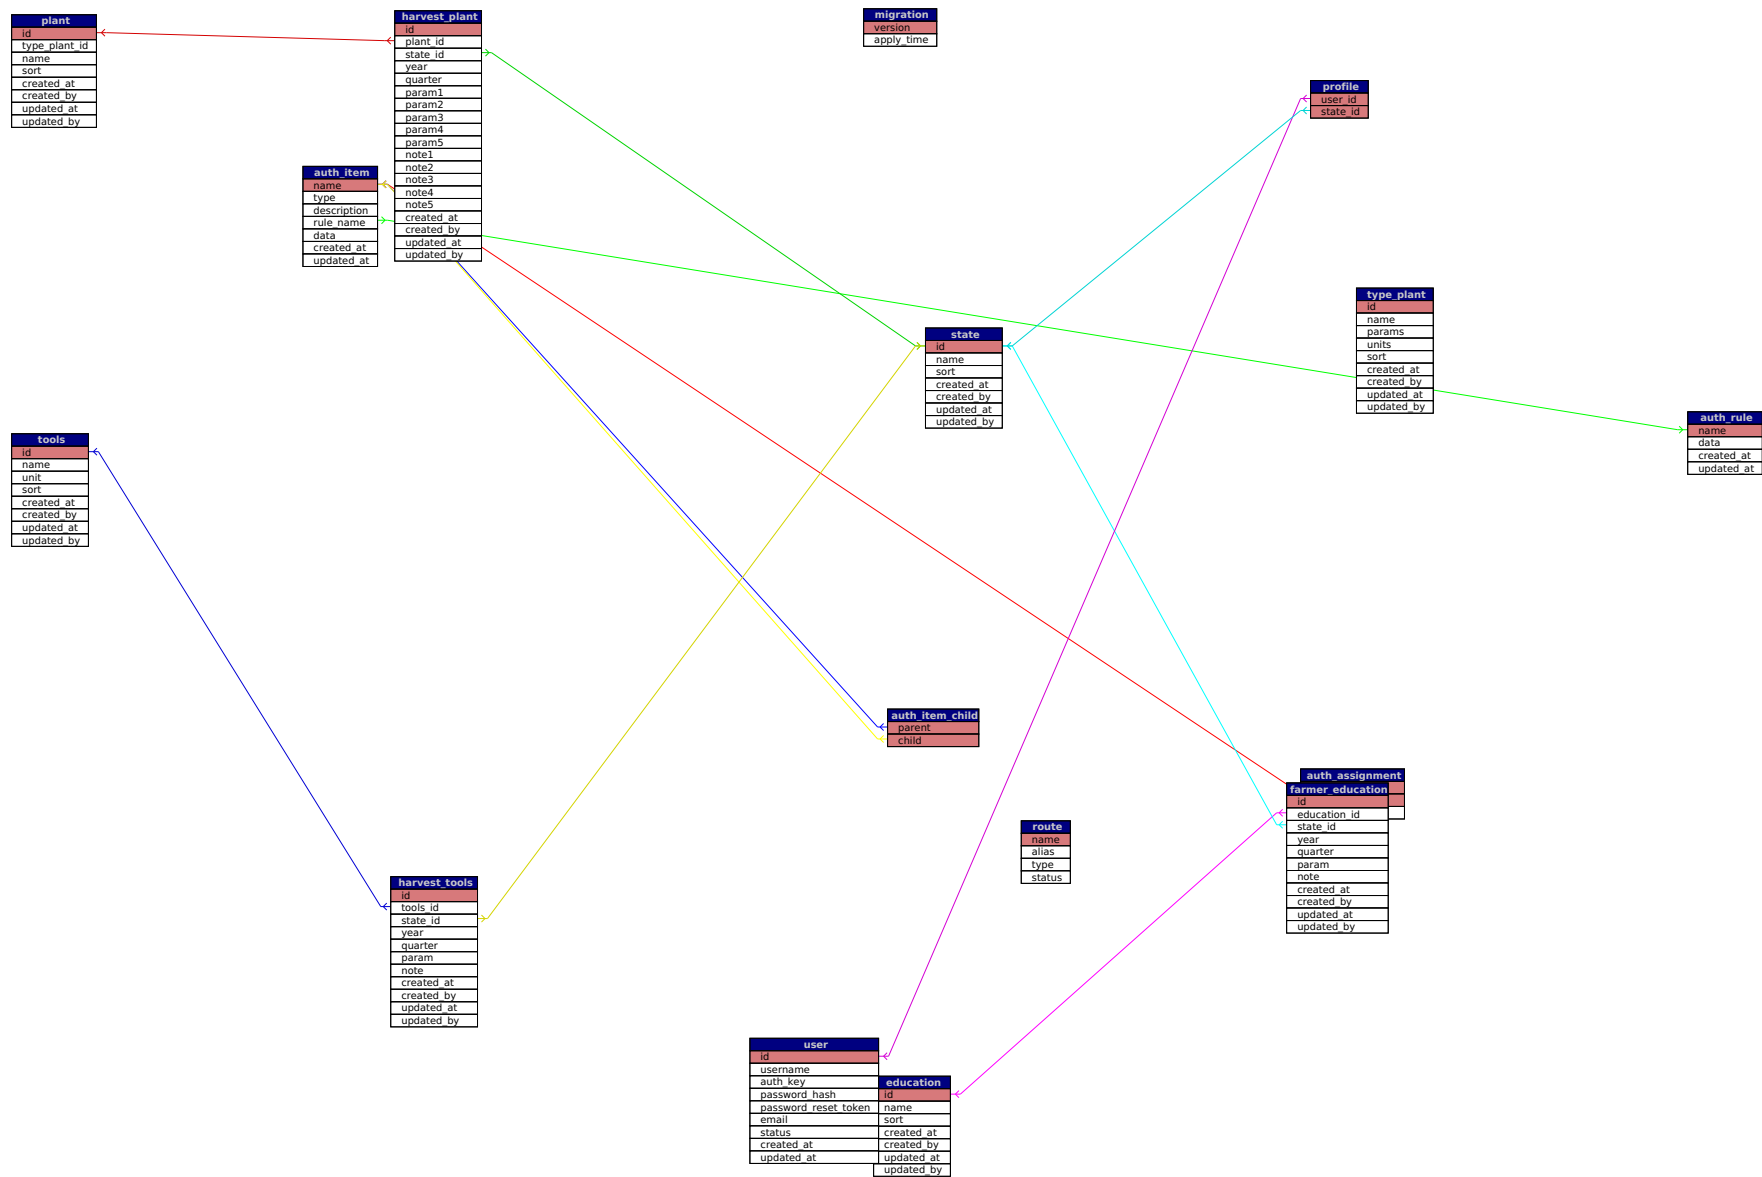 plant
id
type_plant_id
name
sort
created_at
created_by
updated_at
updated_by
harvest_plant
id
plant_id
state_id
year
quarter
param1
param2
param3
param4
param5
note1
note2
note3
note4
note5
created_at
created_by
updated_at
updated_by
migration
version
apply_time
profile
user_id
state_id
auth_item
name
type
description
rule_name
data
created_at
updated_at
type_plant
id
name
params
units
sort
created_at
created_by
updated_at
updated_by
state
id
name
sort
created_at
created_by
updated_at
updated_by
auth_rule
name
data
created_at
updated_at
tools
id
name
unit
sort
created_at
created_by
updated_at
updated_by
auth_item_child
parent
child
auth_assignment
farmer_education
id
education_id
state_id
year
quarter
param
note
created_at
created_by
updated_at
updated_by
route
name
alias
type
status
harvest_tools
id
tools_id
state_id
year
quarter
param
note
created_at
created_by
updated_at
updated_by
user
id
username
auth_key
password_hash
password_reset_token
email
status
created_at
updated_at
education
id
name
sort
created_at
created_by
updated_at
updated_by